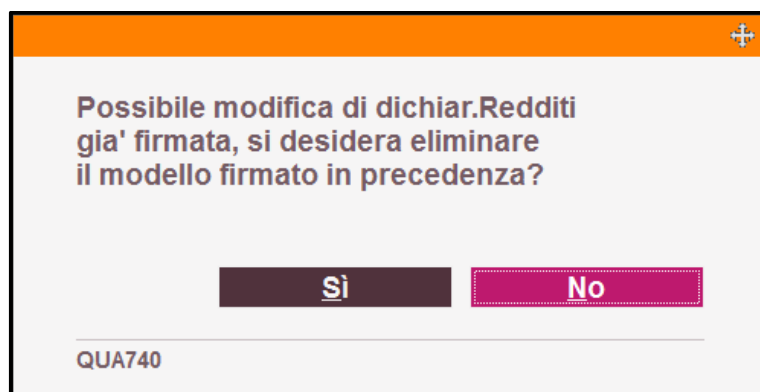 Possibile modifica di dichiar.Redditi
gia' firmata, si desidera eliminare
il modello firmato in precedenza?
Sì
No
QUA740